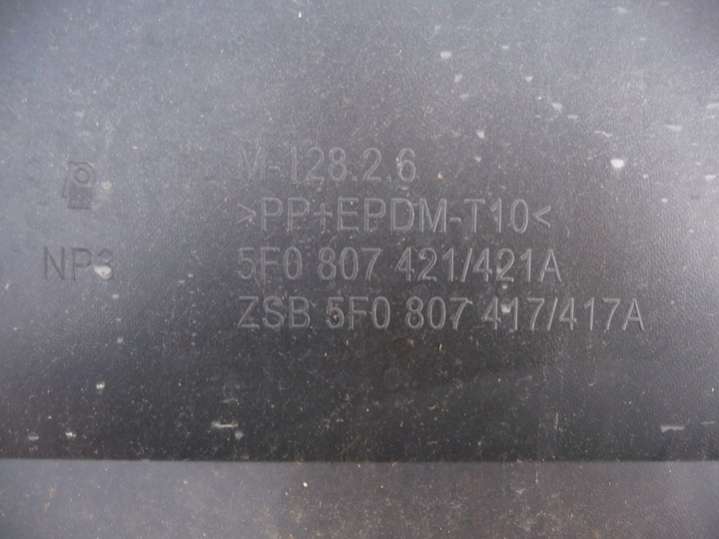 M-128.2.6
>PP+EPDM-T10<
NP3
5F0 807 421/421A
ZSB 5F0 807 417/417A